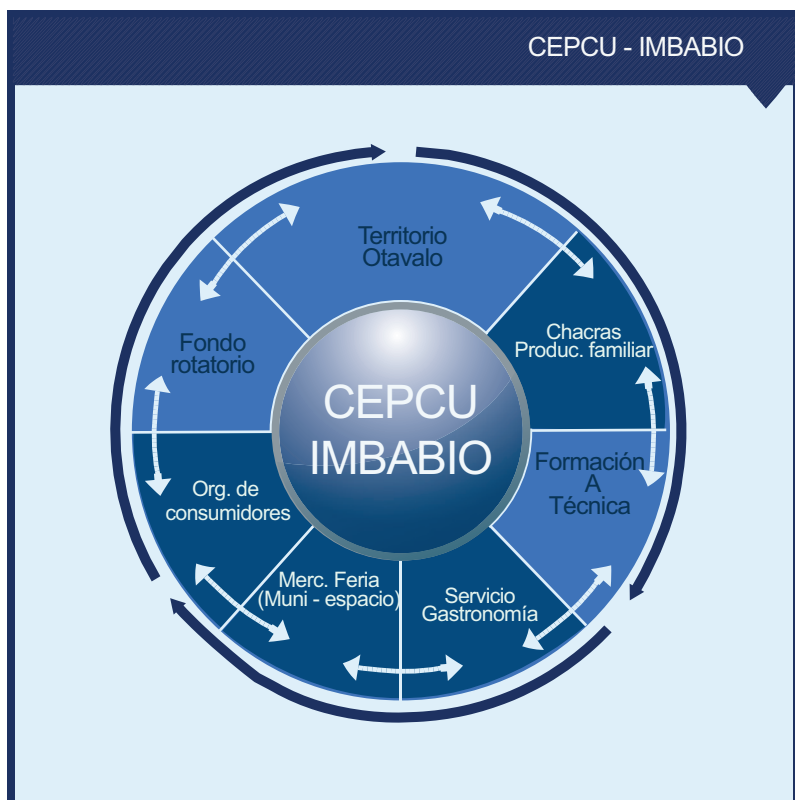 CEPCU - IMBABIO
Territorio
Otavalo
Chacras
Produc. familiar
Formación
A
Técnica
Servicio
Gastronomía
Merc. Feria
(Muni - espacio)
Org. de
consumidores
Fondo
rotatorio
CEPCU
IMBABIO